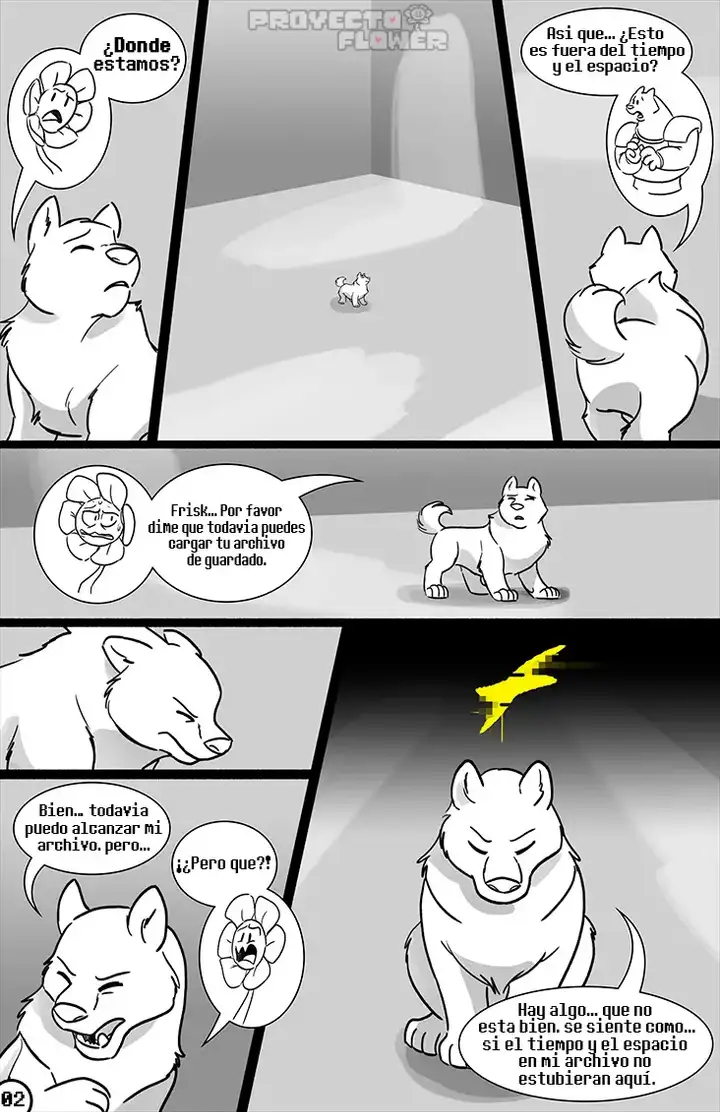 PROYECTO
FLOWER
¿Donde
estamos?
Asi que... ¿Esto
es fuera del tiempo
y el espacio?
Frisk... Por favor
dime que todavia puedes
cargar tu archivo
de guardado.
Bien... todavia
puedo alcanzar mi
archivo. pero...
¡¿Pero que?!
Hay algo... que no
esta bien. se siente como...
si el tiempo y el espacio
en mi archivo no
estubieran aquí.
02